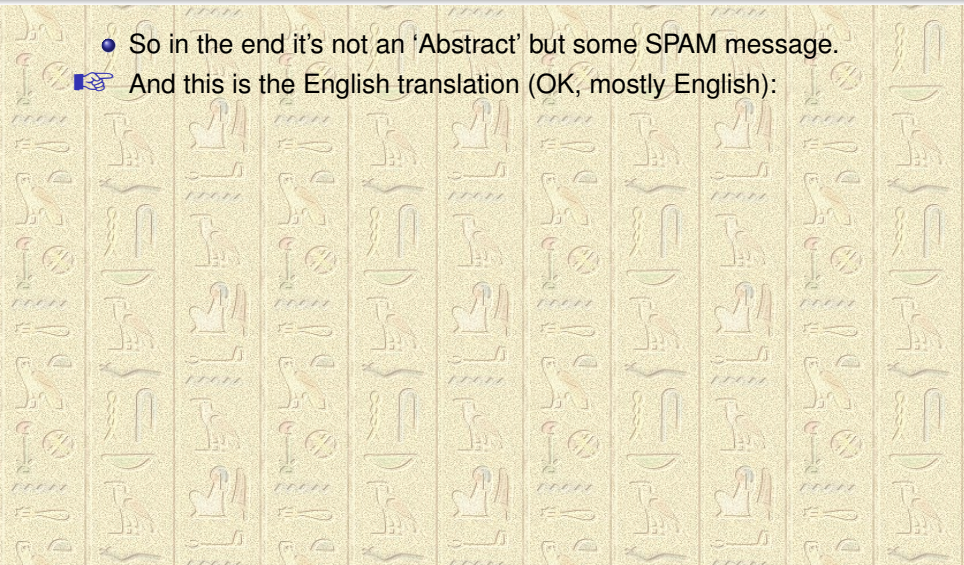 So in the end it's not an ‘Abstract’ but some SPAM message.
And this is the English translation (OK, mostly English):